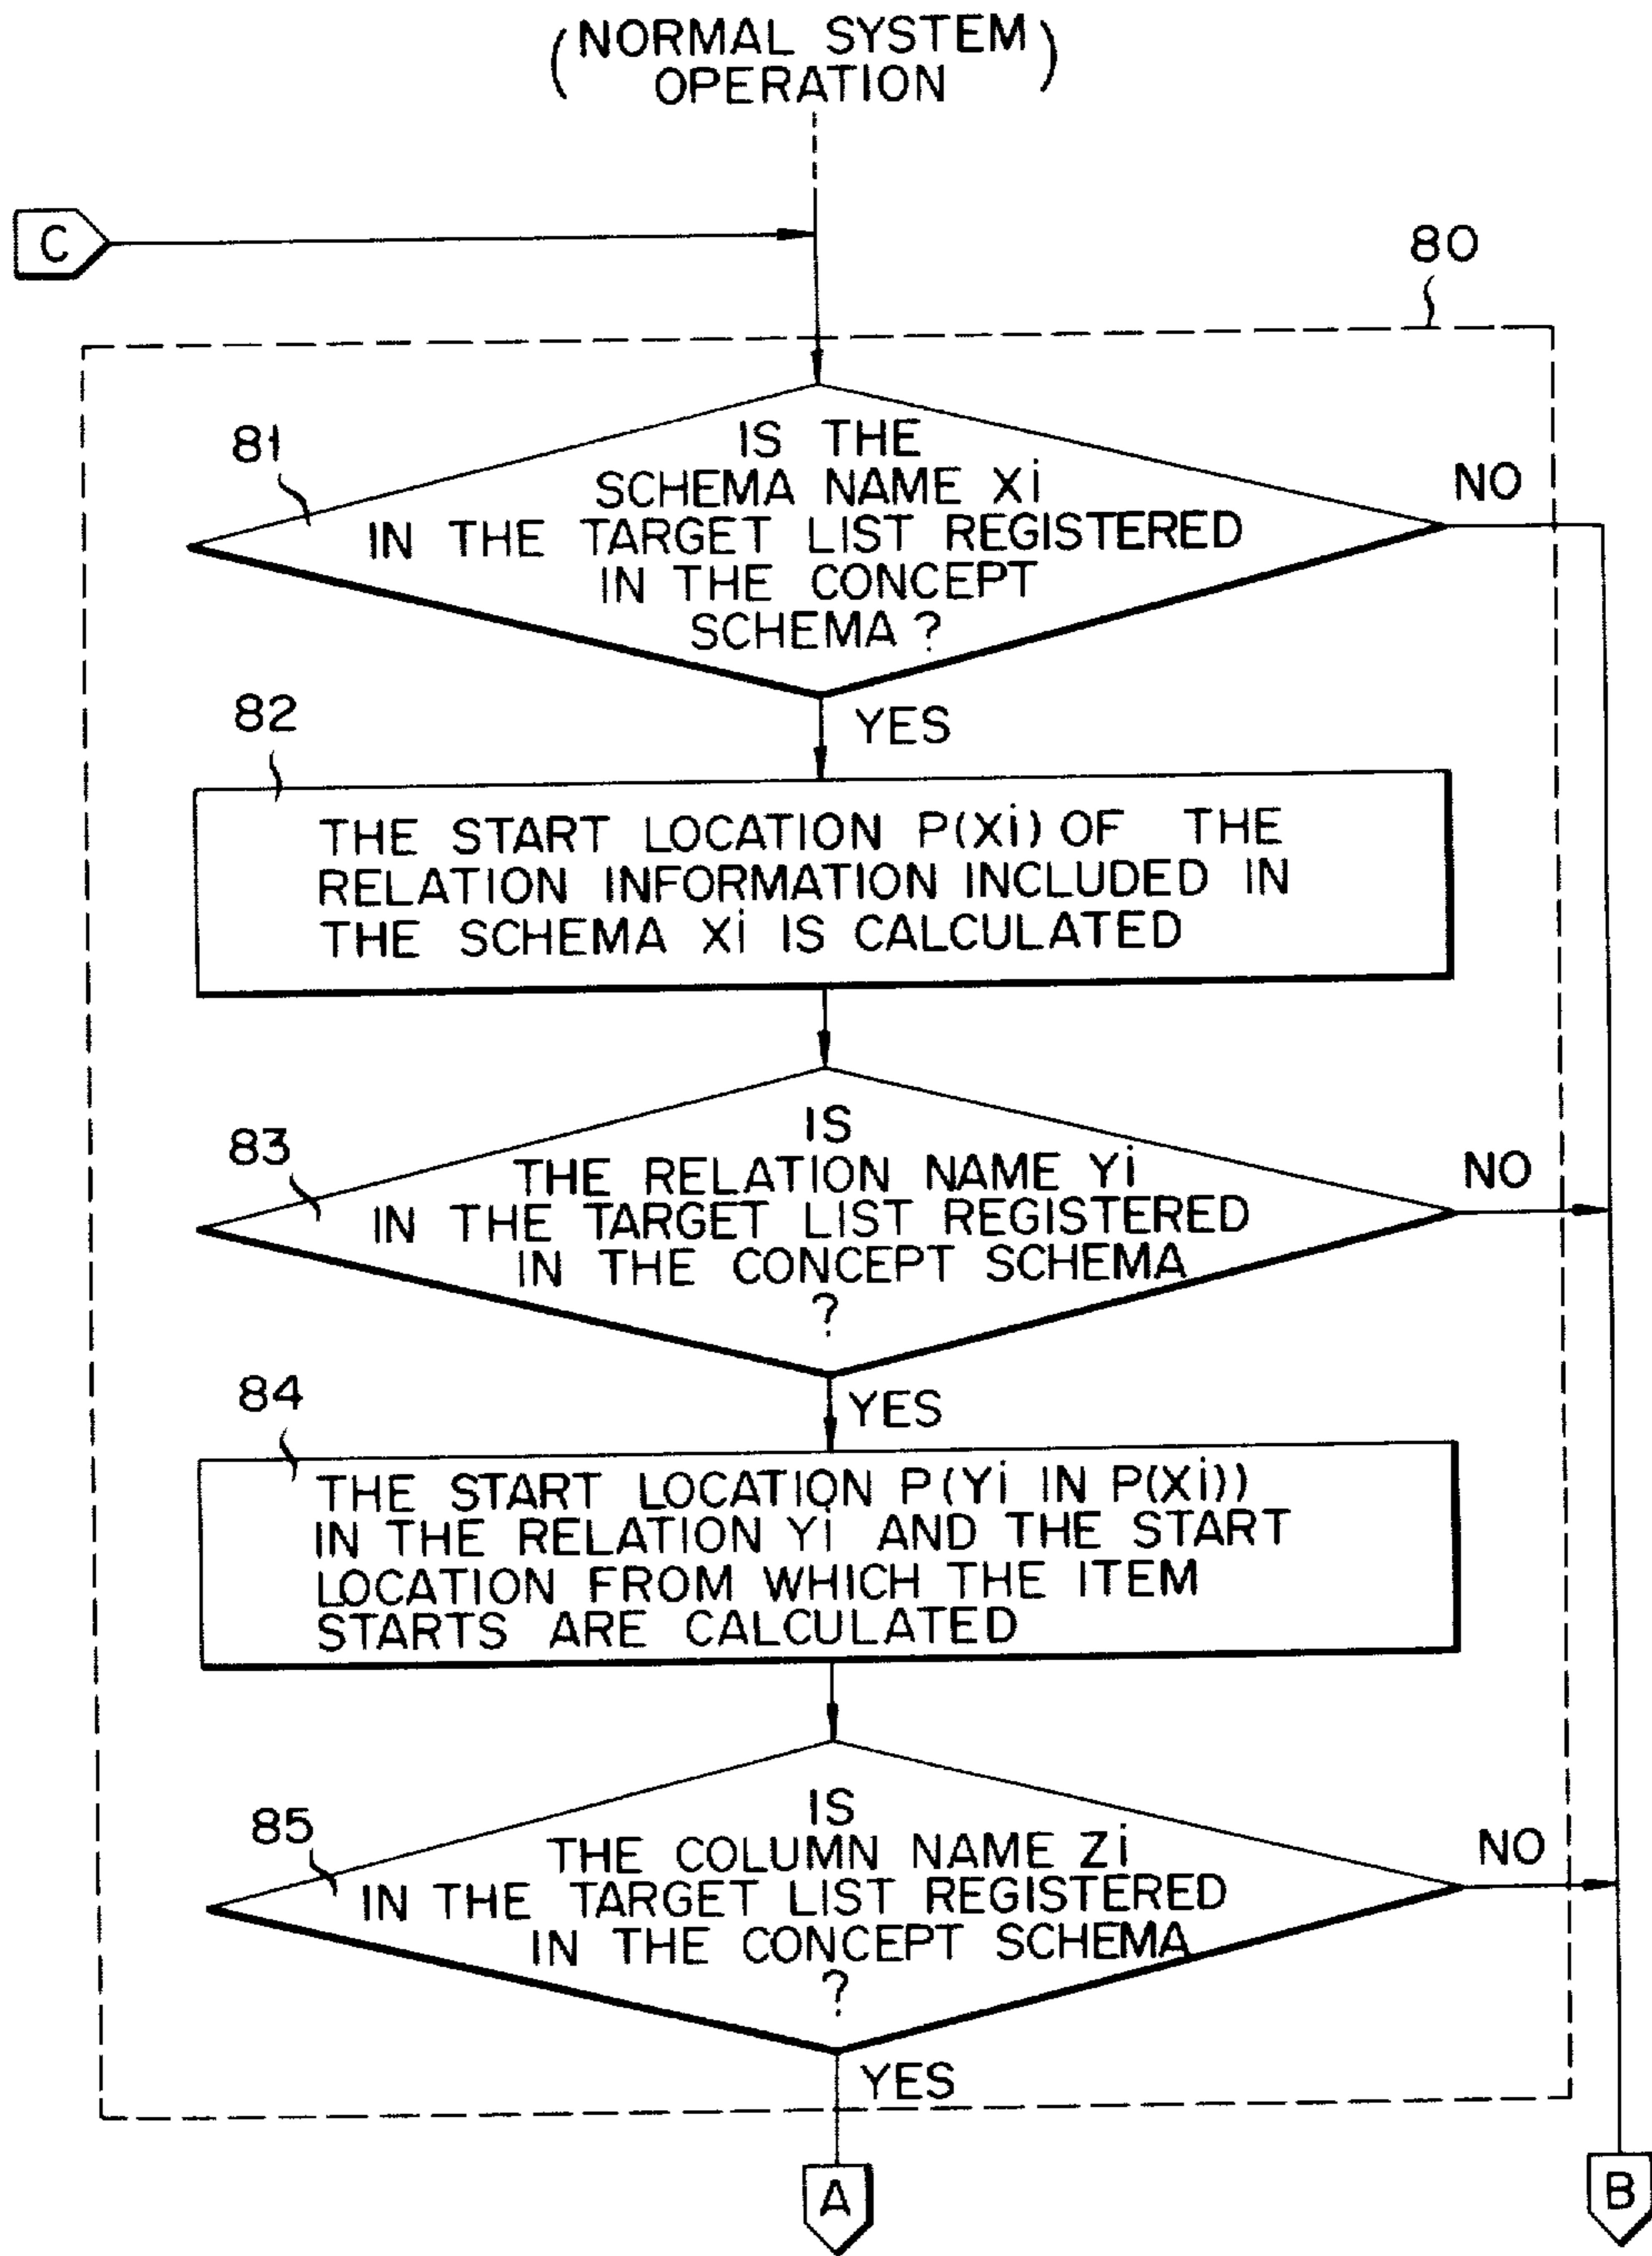 (NORMAL SYSTEM
OPERATION)
C
80
81
IS THE
SCHEMA NAME Xi
IN THE TARGET LIST REGISTERED
IN THE CONCEPT
SCHEMA ?
NO
YES
82
THE START LOCATION P(Xi) OF THE
RELATION INFORMATION INCLUDED IN
THE SCHEMA Xi IS CALCULATED
83
IS
THE RELATION NAME Yi
IN THE TARGET LIST REGISTERED
IN THE CONCEPT SCHEMA
?
NO
YES
84
THE START LOCATION P(Yi IN P(Xi))
IN THE RELATION Yi AND THE START
LOCATION FROM WHICH THE ITEM
STARTS ARE CALCULATED
85
IS
THE COLUMN NAME Zi
IN THE TARGET LIST REGISTERED
IN THE CONCEPT SCHEMA
?
NO
YES
A
B